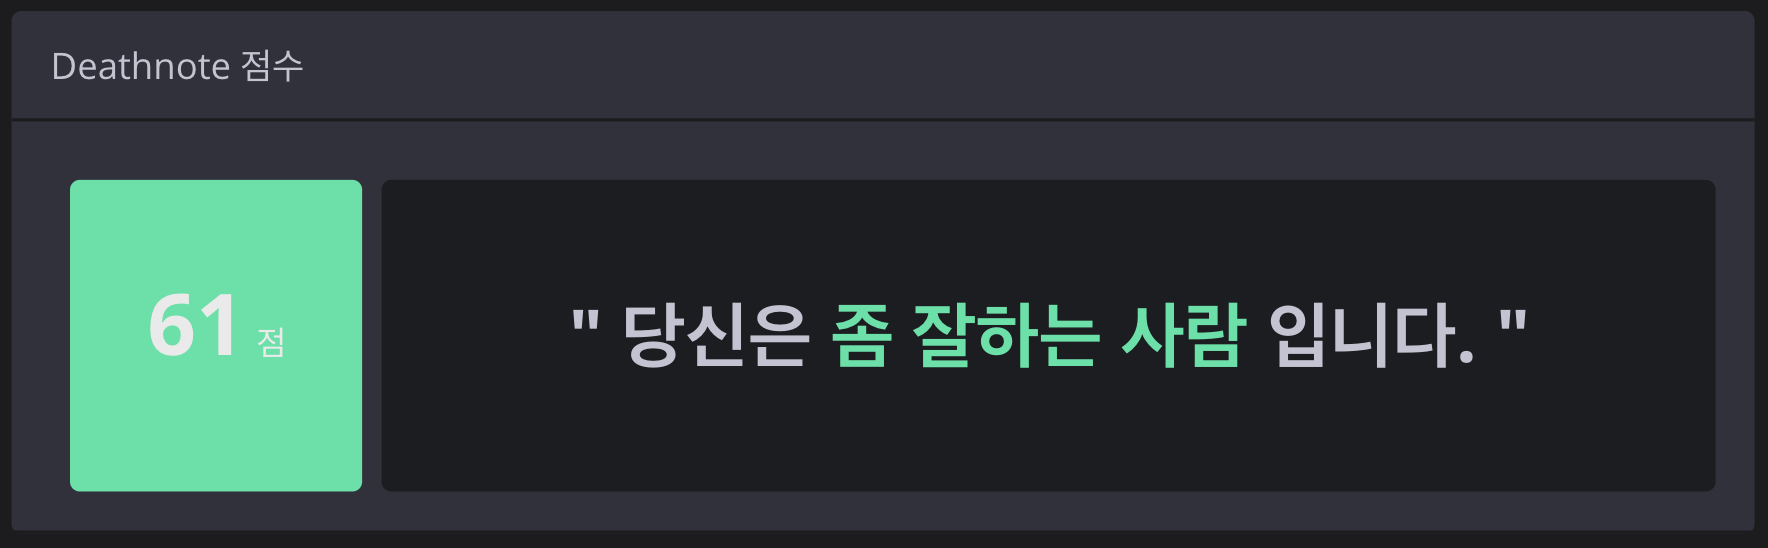 Deathnote 점수
61 점
" 당신은 좀 잘하는 사람 입니다. "